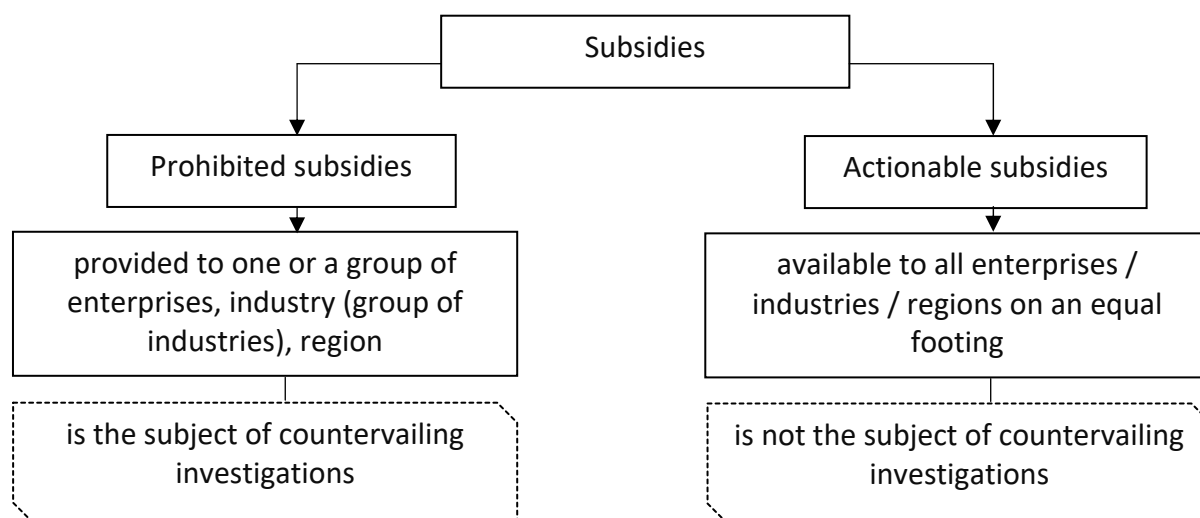 Subsidies
Prohibited subsidies
Actionable subsidies
provided to one or a group of
enterprises, industry (group of
industries), region
available to all enterprises /
industries / regions on an equal
footing
is the subject of countervailing
investigations
is not the subject of countervailing
investigations